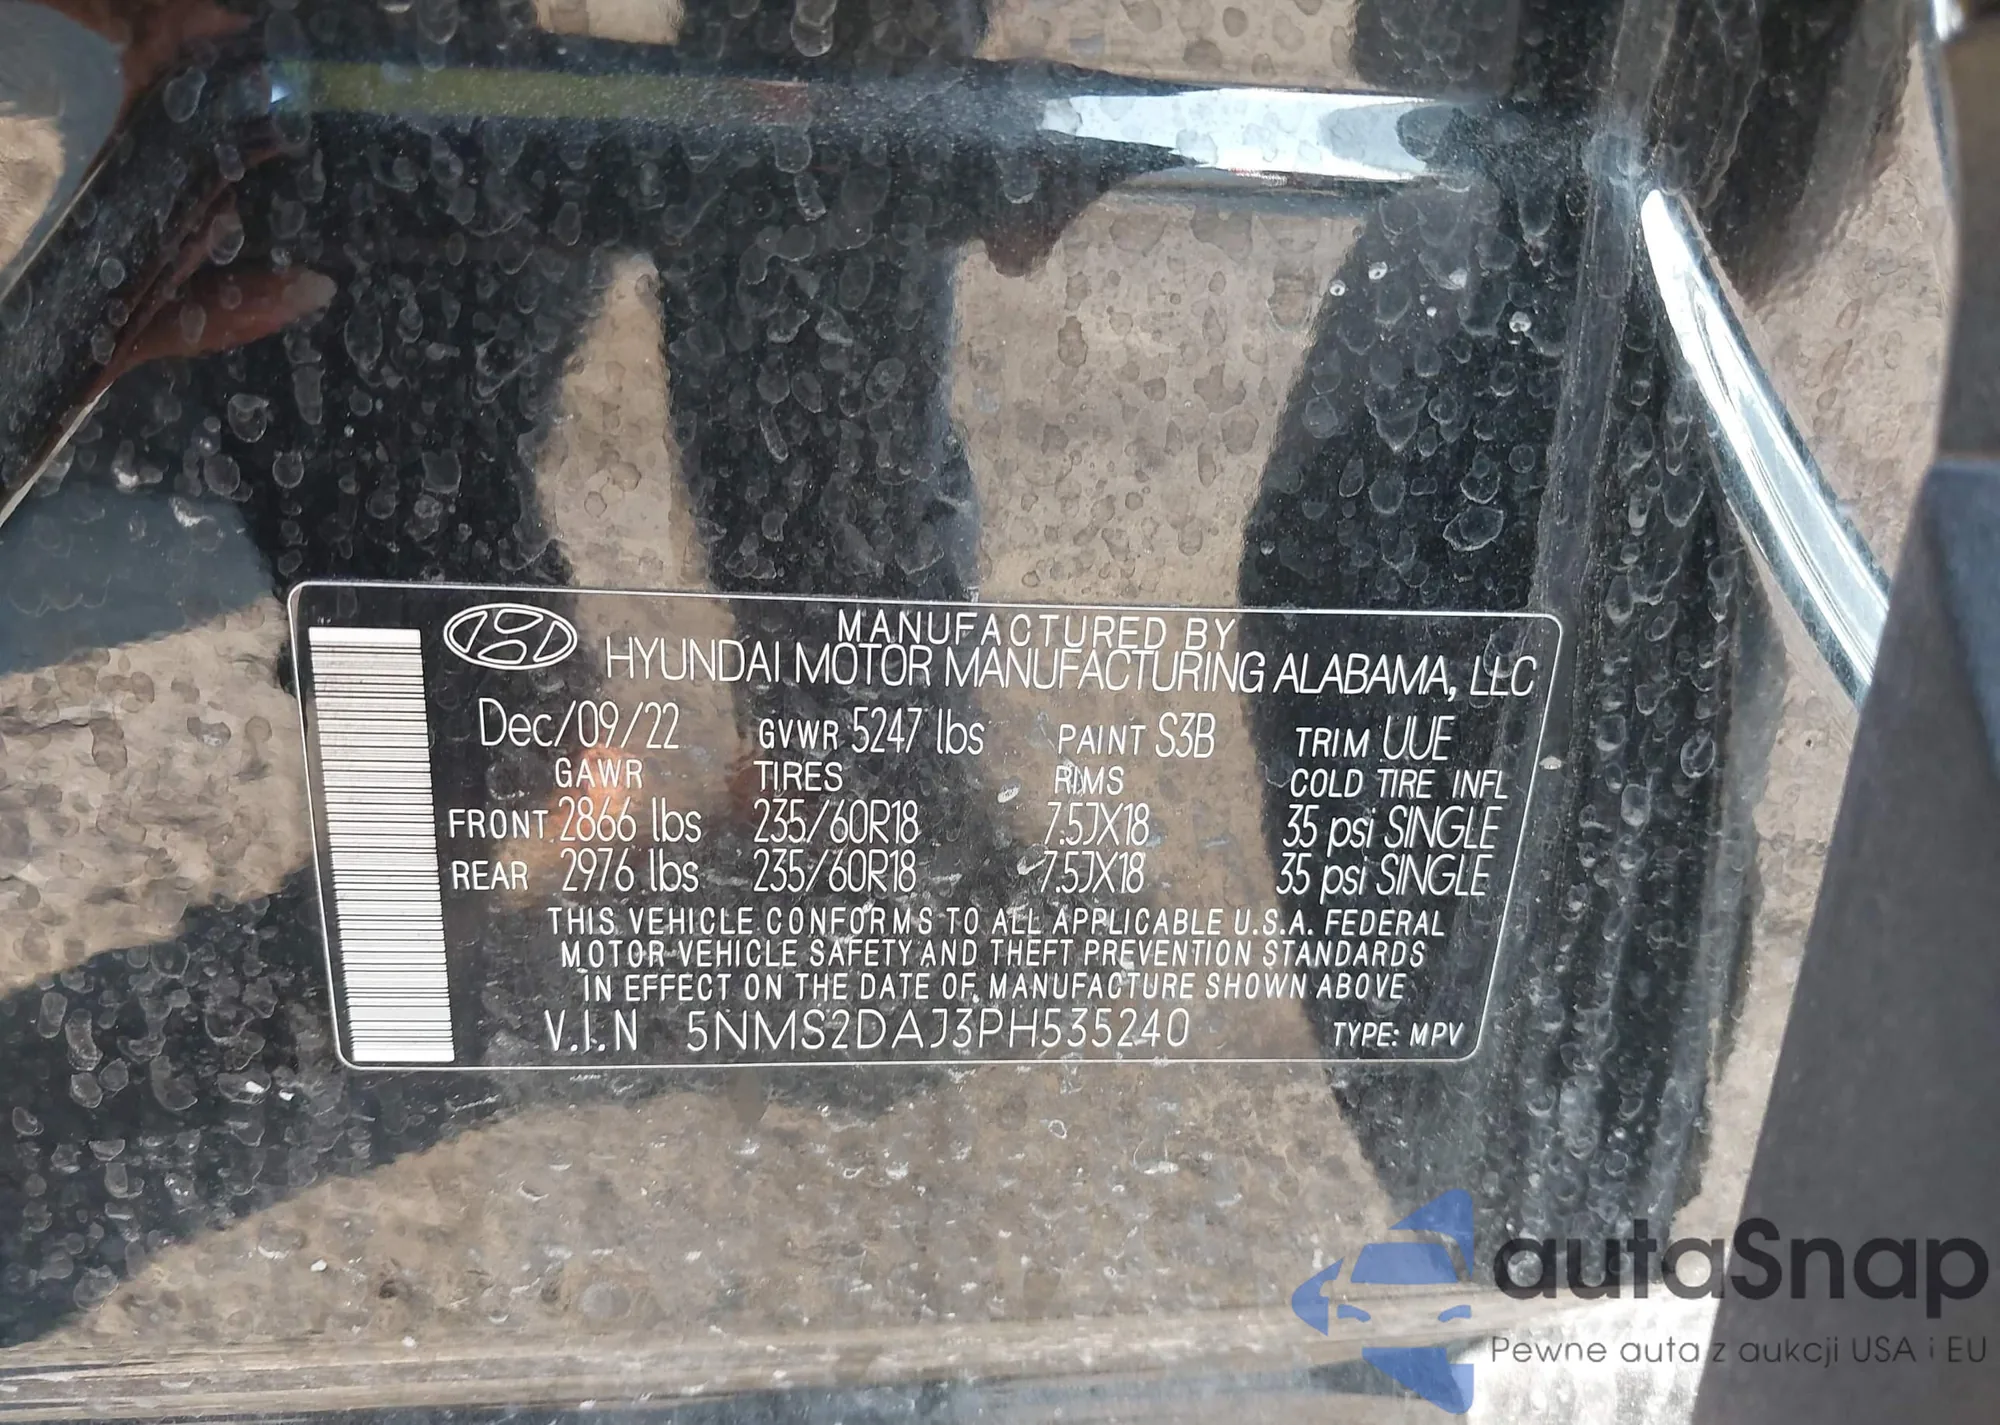 MANUFACTURED BY
HYUNDAI MOTOR MANUFACTURING ALABAMA, LLC
Dec/09/22 GVWR 5247 lbs PAINT S3B TRIM UUE
GAWR TIRES RIMS COLD TIRE INFL
FRONT 2866 lbs 235/60R18 7.5JX18 35 psi SINGLE
REAR 2976 lbs 235/60R18 7.5JX18 35 psi SINGLE
THIS VEHICLE CONFORMS TO ALL APPLICABLE U.S.A. FEDERAL
MOTOR VEHICLE SAFETY AND THEFT PREVENTION STANDARDS
IN EFFECT ON THE DATE OF MANUFACTURE SHOWN ABOVE
V.I.N 5NMS2DAJ3PH535240 TYPE: MPV
autaSnap
Pewne auta z aukcji USA i EU